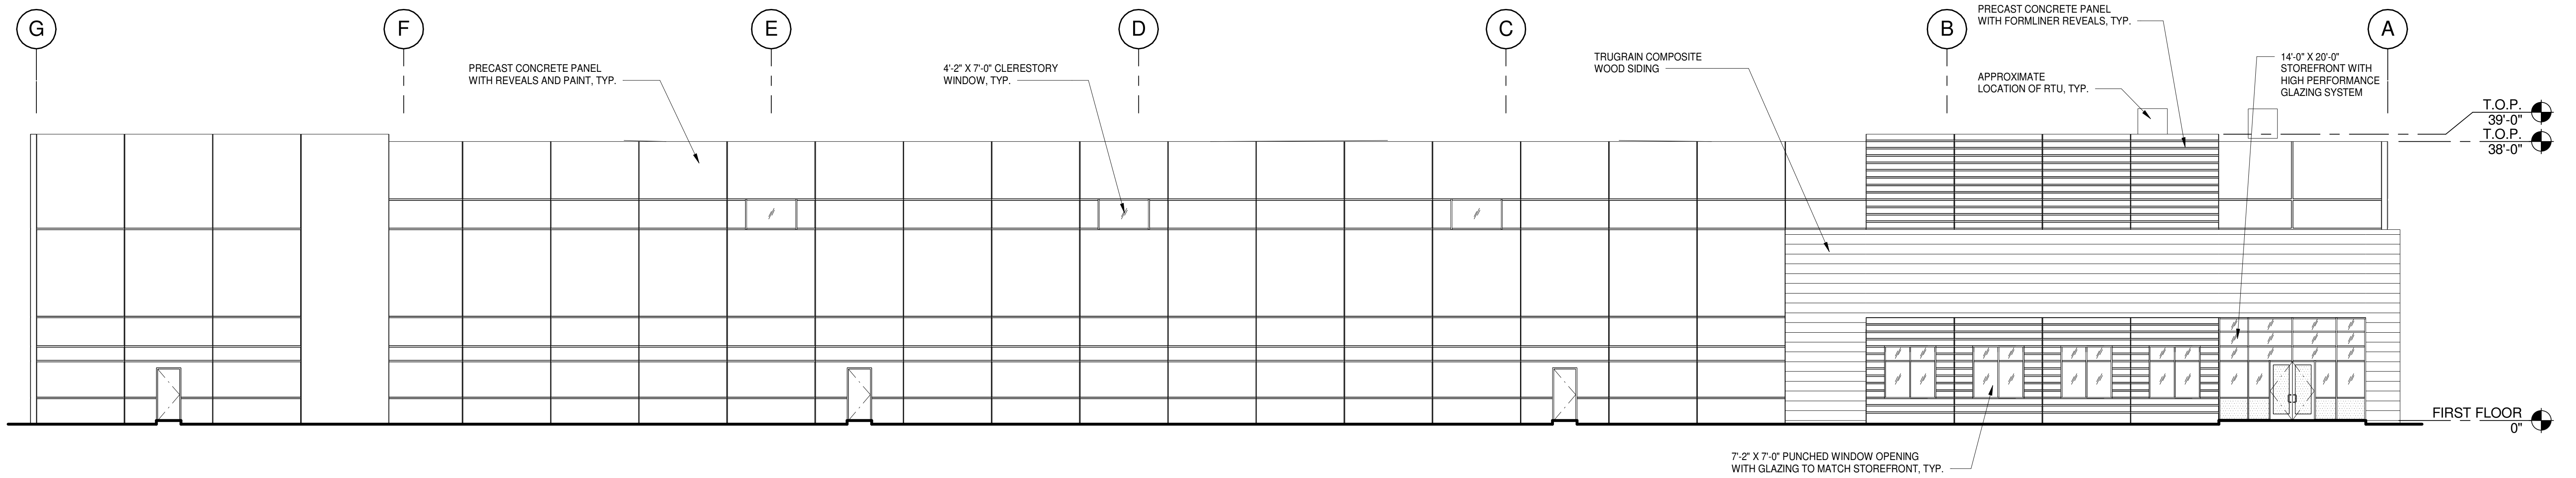 G
F
E
D
C
B
A
PRECAST CONCRETE PANEL
WITH REVEALS AND PAINT, TYP.
4'-2" X 7'-0" CLERESTORY
WINDOW, TYP.
TRUGRAIN COMPOSITE
WOOD SIDING
PRECAST CONCRETE PANEL
WITH FORMLINER REVEALS, TYP.
APPROXIMATE
LOCATION OF RTU, TYP.
14'-0" X 20'-0"
STOREFRONT WITH
HIGH PERFORMANCE
GLAZING SYSTEM
T.O.P.
39'-0"
T.O.P.
38'-0"
FIRST FLOOR
0"
7'-2" X 7'-0" PUNCHED WINDOW OPENING
WITH GLAZING TO MATCH STOREFRONT, TYP.